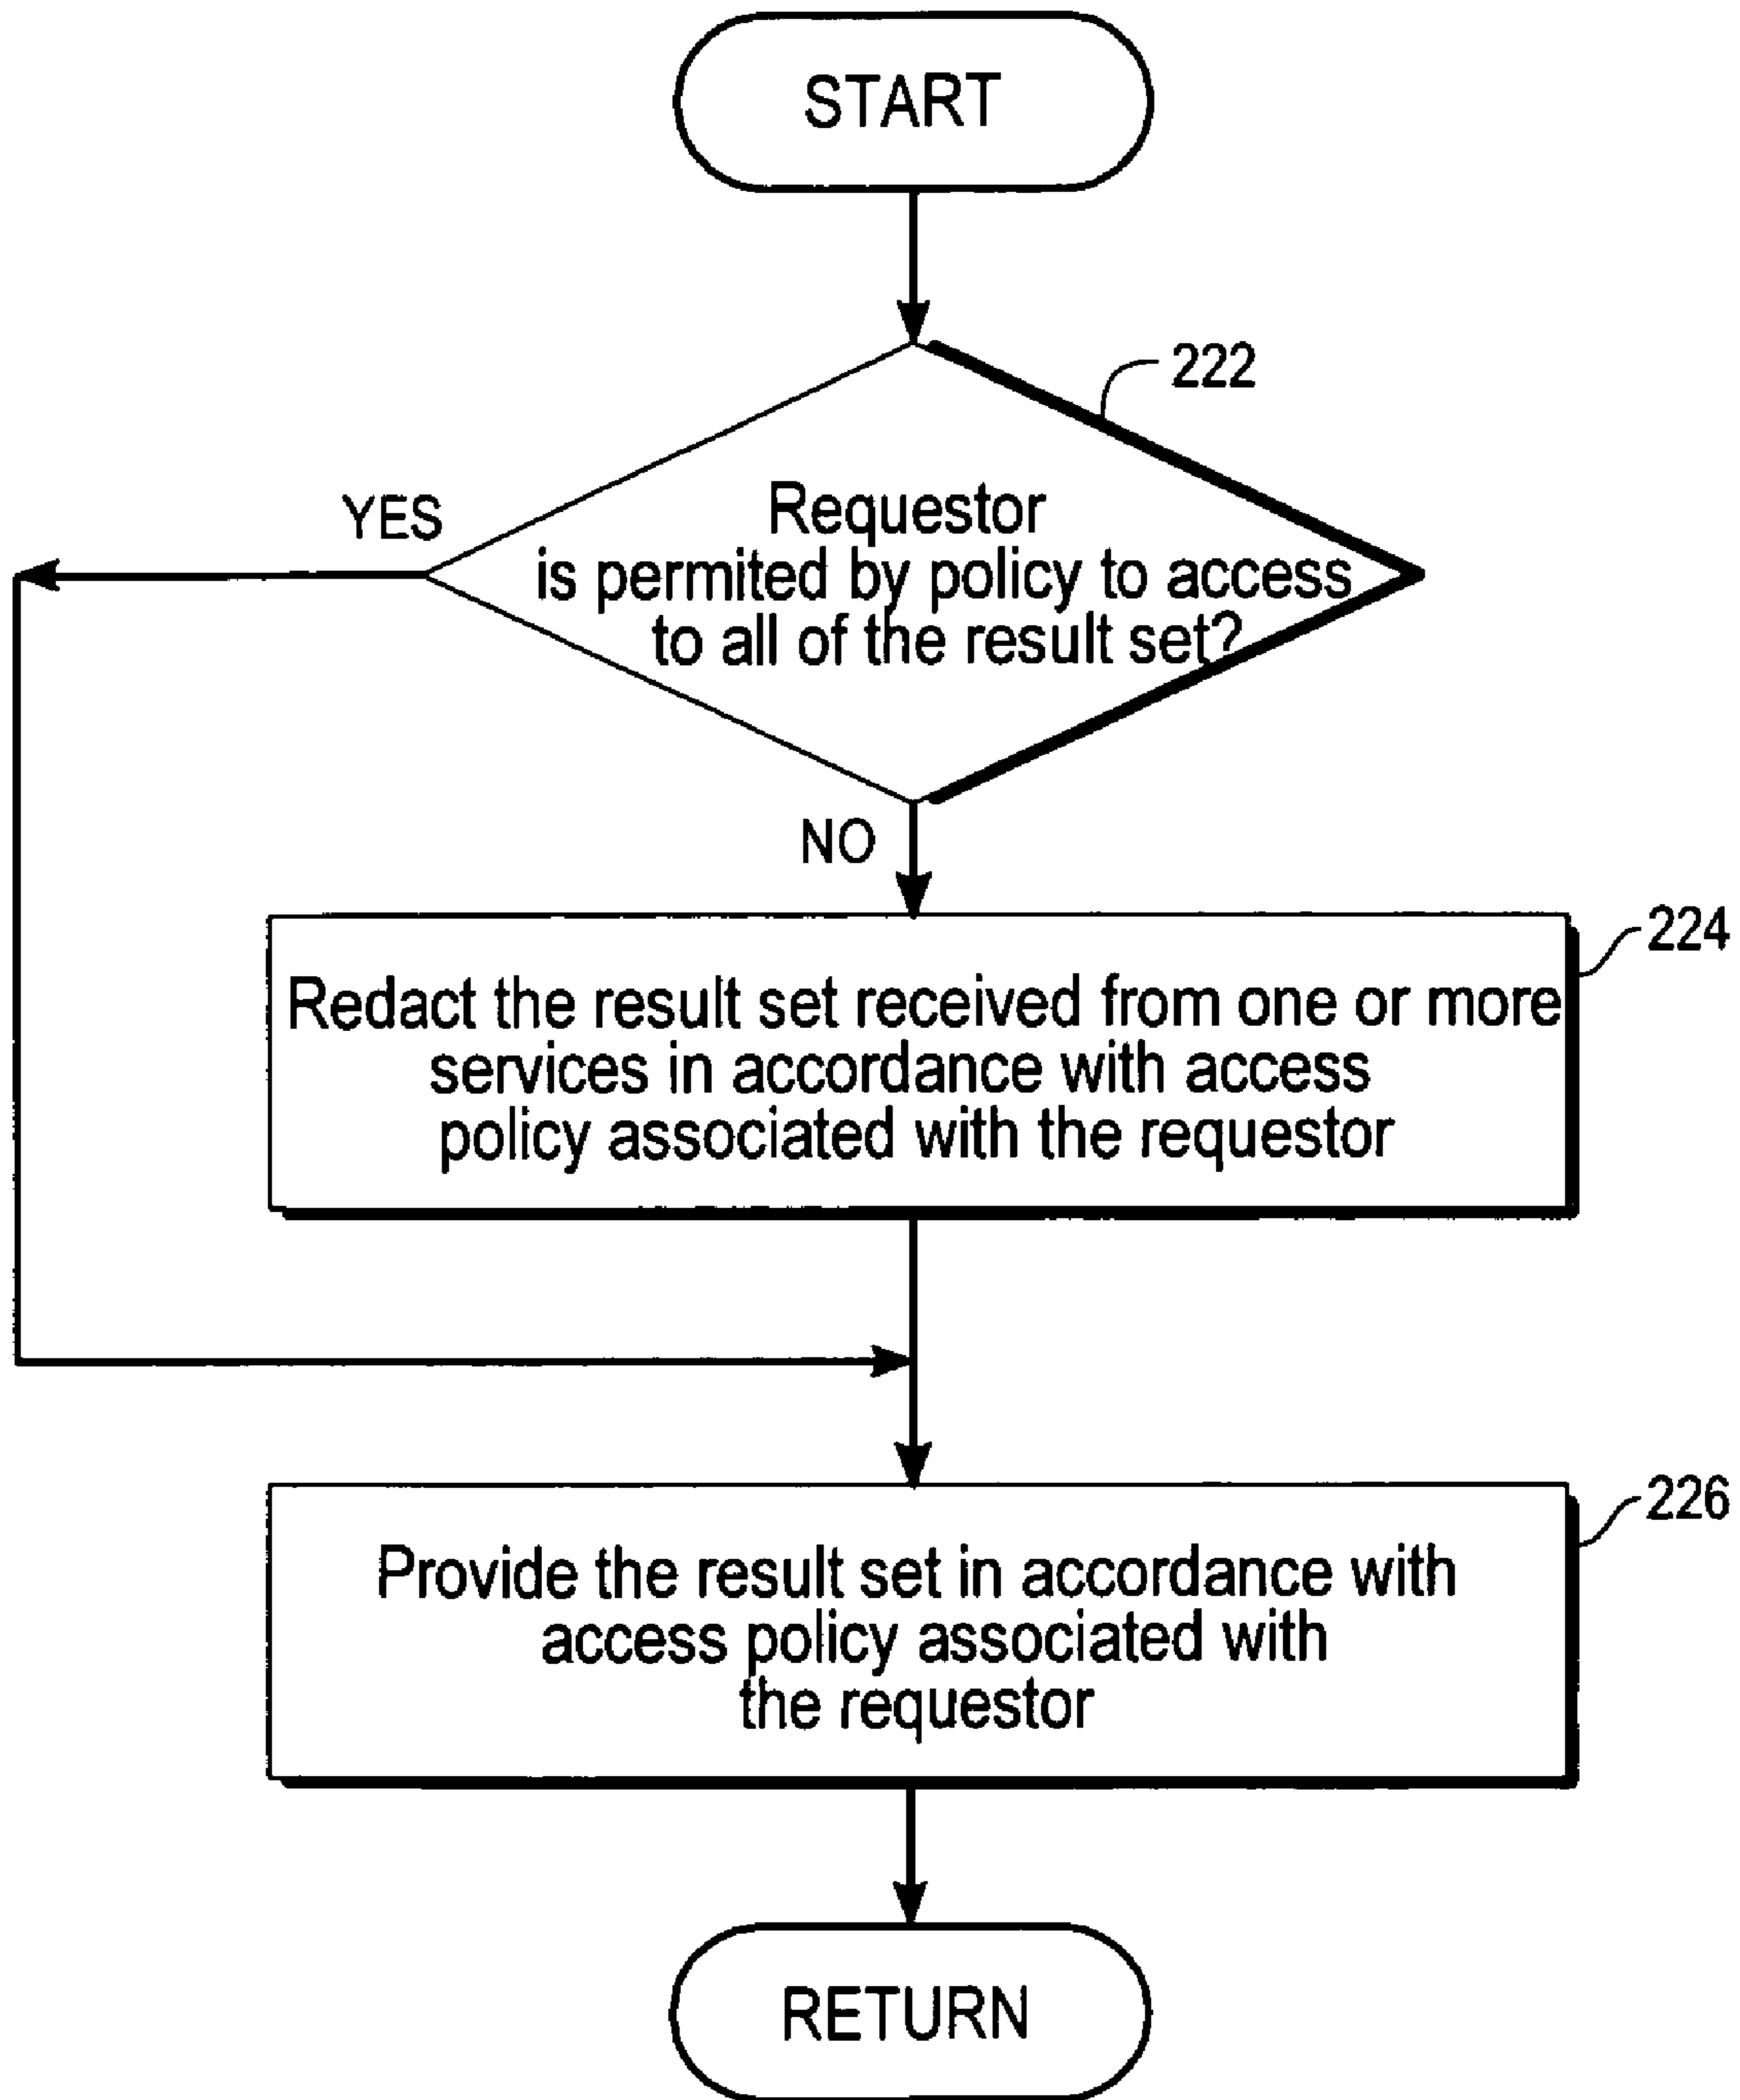 START
222
YES
Requestor
is permited by policy to access
to all of the result set?
NO
224
Redact the result set received from one or more
services in accordance with access
policy associated with the requestor
226
Provide the result set in accordance with
access policy associated with
the requestor
RETURN